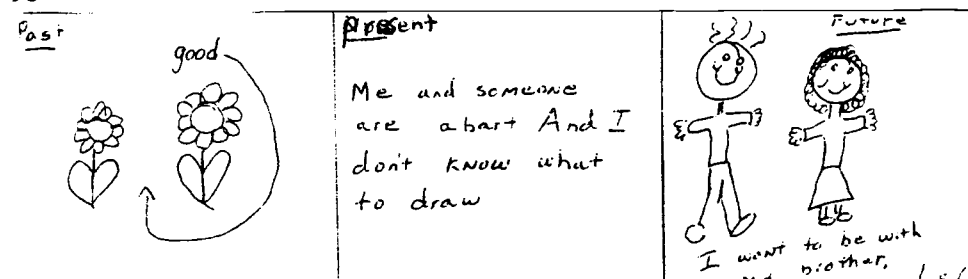 Past
good
Present
Me and someone
are abart And I
don't know what
to draw
Future
I want to be with
brother.